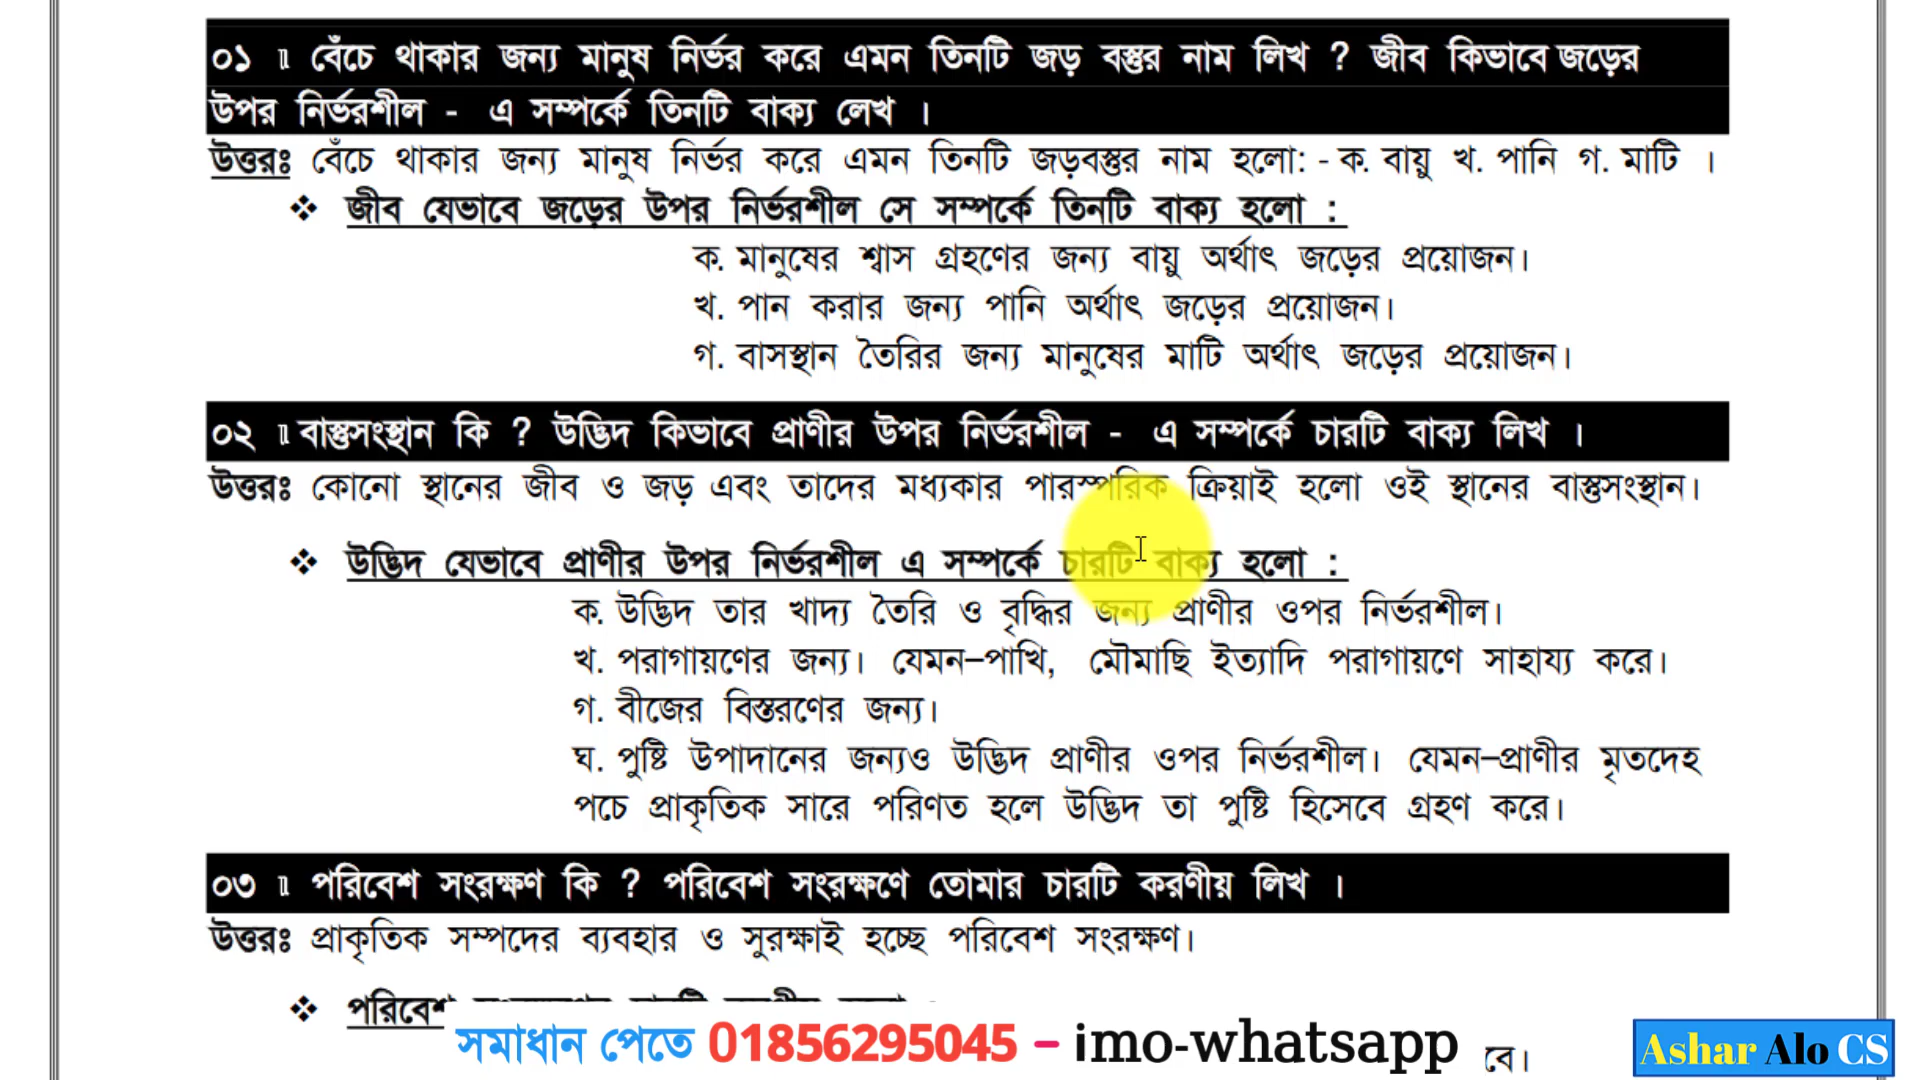 ০১ ॥ বেঁচে থাকার জন্য মানুষ নির্ভর করে এমন তিনটি জড় বস্তুর নাম লিখ ? জীব কিভাবে জড়ের
উপর নির্ভরশীল - এ সম্পর্কে তিনটি বাক্য লেখ ।
উত্তরঃ বেঁচে থাকার জন্য মানুষ নির্ভর করে এমন তিনটি জড়বস্তুর নাম হলো: - ক. বায়ু খ. পানি গ. মাটি ।
❖ জীব যেভাবে জড়ের উপর নির্ভরশীল সে সম্পর্কে তিনটি বাক্য হলো :
ক. মানুষের শ্বাস গ্রহণের জন্য বায়ু অর্থাৎ জড়ের প্রয়োজন।
খ. পান করার জন্য পানি অর্থাৎ জড়ের প্রয়োজন।
গ. বাসস্থান তৈরির জন্য মানুষের মাটি অর্থাৎ জড়ের প্রয়োজন।
০২ ॥ বাস্তুসংস্থান কি ? উদ্ভিদ কিভাবে প্রাণীর উপর নির্ভরশীল - এ সম্পর্কে চারটি বাক্য লিখ ।
উত্তরঃ কোনো স্থানের জীব ও জড় এবং তাদের মধ্যকার পারস্পরিক ক্রিয়াই হলো ওই স্থানের বাস্তুসংস্থান।
❖ উদ্ভিদ যেভাবে প্রাণীর উপর নির্ভরশীল এ সম্পর্কে চারটি বাক্য হলো :
ক. উদ্ভিদ তার খাদ্য তৈরি ও বৃদ্ধির জন্য প্রাণীর ওপর নির্ভরশীল।
খ. পরাগায়ণের জন্য। যেমন–পাখি, মৌমাছি ইত্যাদি পরাগায়ণে সাহায্য করে।
গ. বীজের বিস্তরণের জন্য।
ঘ. পুষ্টি উপাদানের জন্যও উদ্ভিদ প্রাণীর ওপর নির্ভরশীল। যেমন–প্রাণীর মৃতদেহ
পচে প্রাকৃতিক সারে পরিণত হলে উদ্ভিদ তা পুষ্টি হিসেবে গ্রহণ করে।
০৩ ॥ পরিবেশ সংরক্ষণ কি ? পরিবেশ সংরক্ষণে তোমার চারটি করণীয় লিখ ।
উত্তরঃ প্রাকৃতিক সম্পদের ব্যবহার ও সুরক্ষাই হচ্ছে পরিবেশ সংরক্ষণ।
❖ পরিবেশ
সমাধান পেতে 01856295045 – imo-whatsapp
Ashar Alo CS